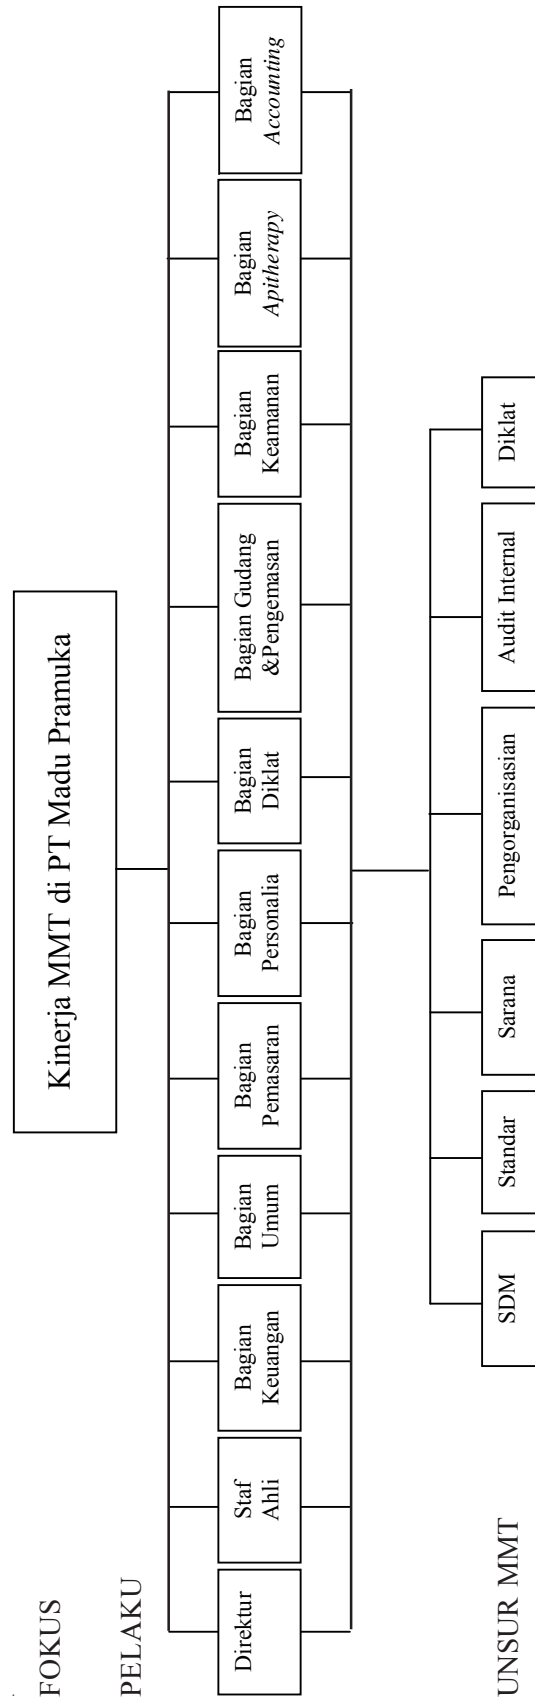 FOKUS
Kinerja MMT di PT Madu Pramuka
PELAKU
Direktur
Staf
Ahli
Bagian
Keuangan
Bagian
Umum
Bagian
Pemasaran
Bagian
Personalia
Bagian
Diklat
Bagian Gudang
&Pengemasan
Bagian
Keamanan
Bagian
Apitherapy
Bagian
Accounting
UNSUR MMT
SDM
Standar
Sarana
Pengorganisasian
Audit Internal
Diklat